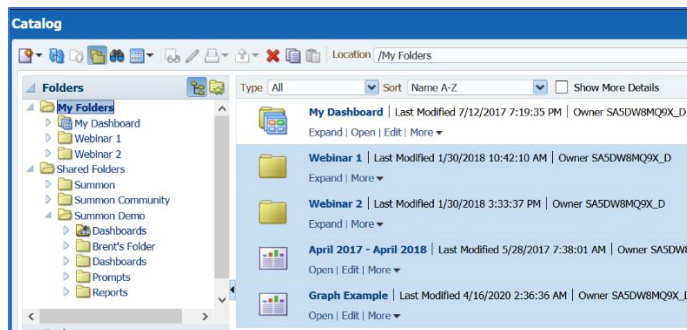 Catalog
Location /My Folders
Folders
Type All Sort Name A-Z Show More Details
My Folders
My Dashboard
Webinar 1
Webinar 2
Shared Folders
Summon
Summon Community
Summon Demo
Dashboards
Brent's Folder
Dashboards
Prompts
Reports
My Dashboard | Last Modified 7/12/2017 7:19:35 PM | Owner SA5DW8MQ9X_D
Expand | Open | Edit | More
Webinar 1 | Last Modified 1/30/2018 10:42:10 AM | Owner SA5DW8MQ9X_D
Expand | More
Webinar 2 | Last Modified 1/30/2018 3:33:37 PM | Owner SA5DW8MQ9X_D
Expand | More
April 2017 - April 2018 | Last Modified 5/28/2017 7:38:01 AM | Owner SA5DW8
Open | Edit | More
Graph Example | Last Modified 4/16/2020 2:36:36 AM | Owner SA5DW8MQ9X_
Open | Edit | More